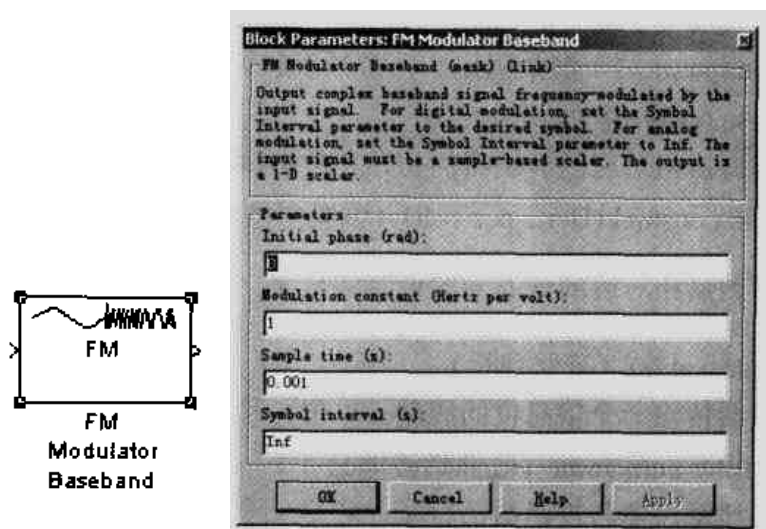 FM
FM
Modulator
Baseband
Block Parameters: FM Modulator Baseband
FM Modulator Baseband (mask) (link)
Output complex baseband signal frequency-modulated by the
input signal. For digital modulation, set the Symbol
Interval parameter to the desired symbol. For analog
modulation, set the Symbol Interval parameter to Inf. The
input signal must be a sample-based scalar. The output is
a 1-D scalar.
Parameters
Initial phase (rad):
Modulation constant (Hertz per volt):
1
Sample time (s):
0.001
Symbol interval (s):
Inf
OK Cancel Help Apply